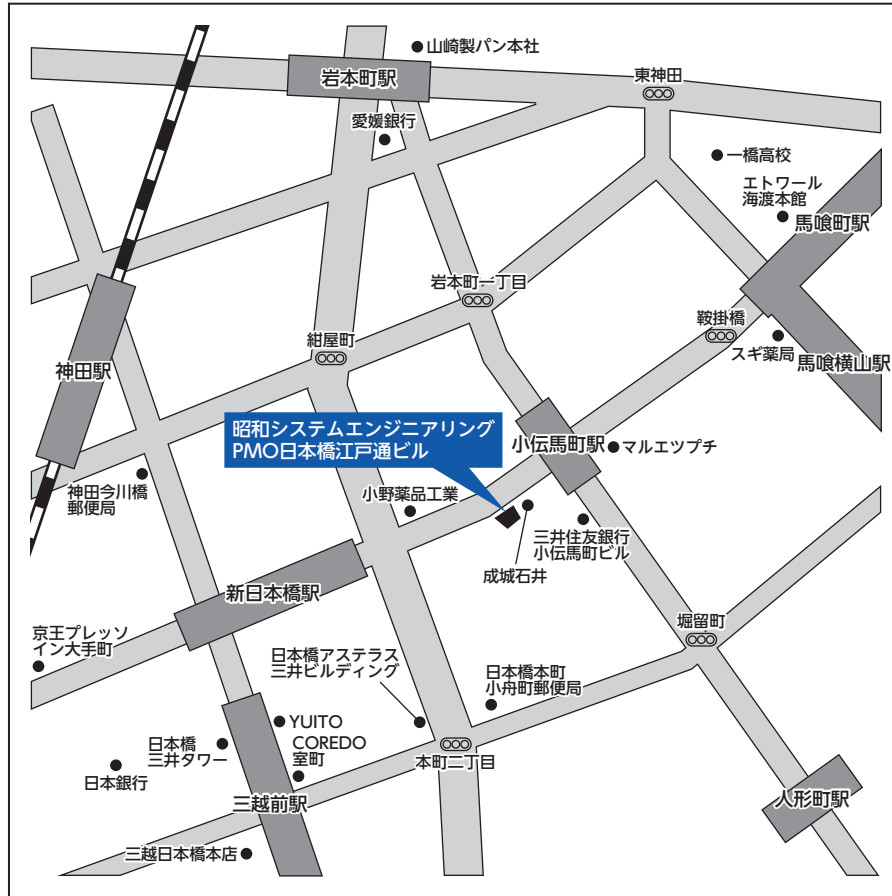 山崎製パン本社
岩本町駅
東神田
愛媛銀行
一橋高校
エトワール
海渡本館
馬喰町駅
岩本町一丁目
紺屋町
鞍掛橋
スギ薬局
馬喰横山駅
神田駅
昭和システムエンジニアリング
PMO日本橋江戸通ビル
小伝馬町駅
マルエツプチ
神田今川橋
郵便局
小野薬品工業
三井住友銀行
小伝馬町ビル
成城石井
新日本橋駅
堀留町
京王プレッソ
イン大手町
日本橋アステラス
三井ビルディング
日本橋本町
小舟町郵便局
YUITO
日本橋
三井タワー
COREDO
室町
本町二丁目
日本銀行
三越前駅
人形町駅
三越日本橋本店